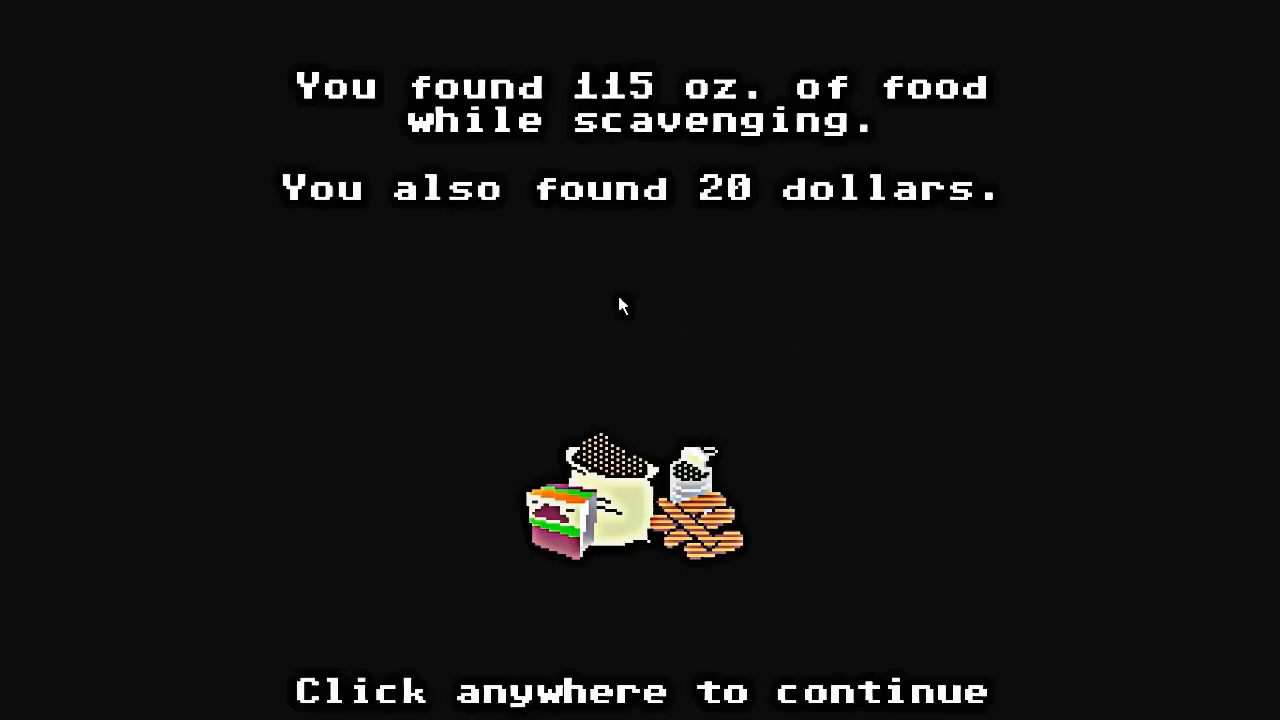 You found 115 oz. of food
while scavenging.
You also found 20 dollars.
Click anywhere to continue